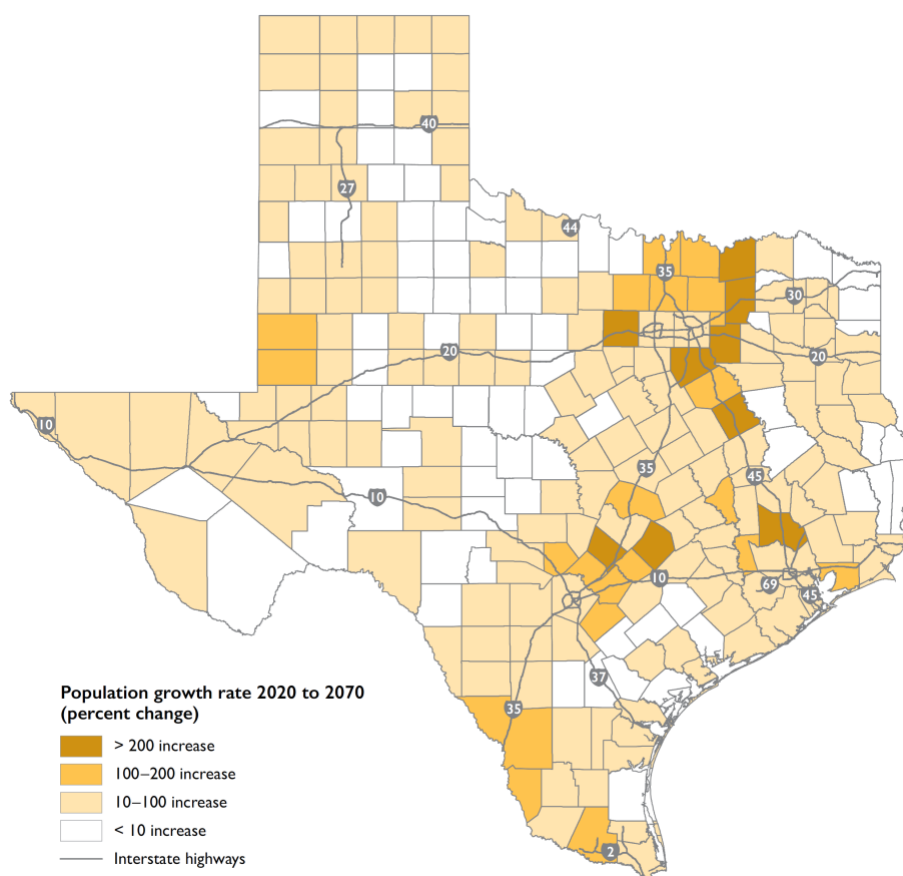 40
27
44
35
30
20
20
10
35
45
10
10
69
45
37
35
2
Population growth rate 2020 to 2070
(percent change)
> 200 increase
100–200 increase
10–100 increase
< 10 increase
Interstate highways